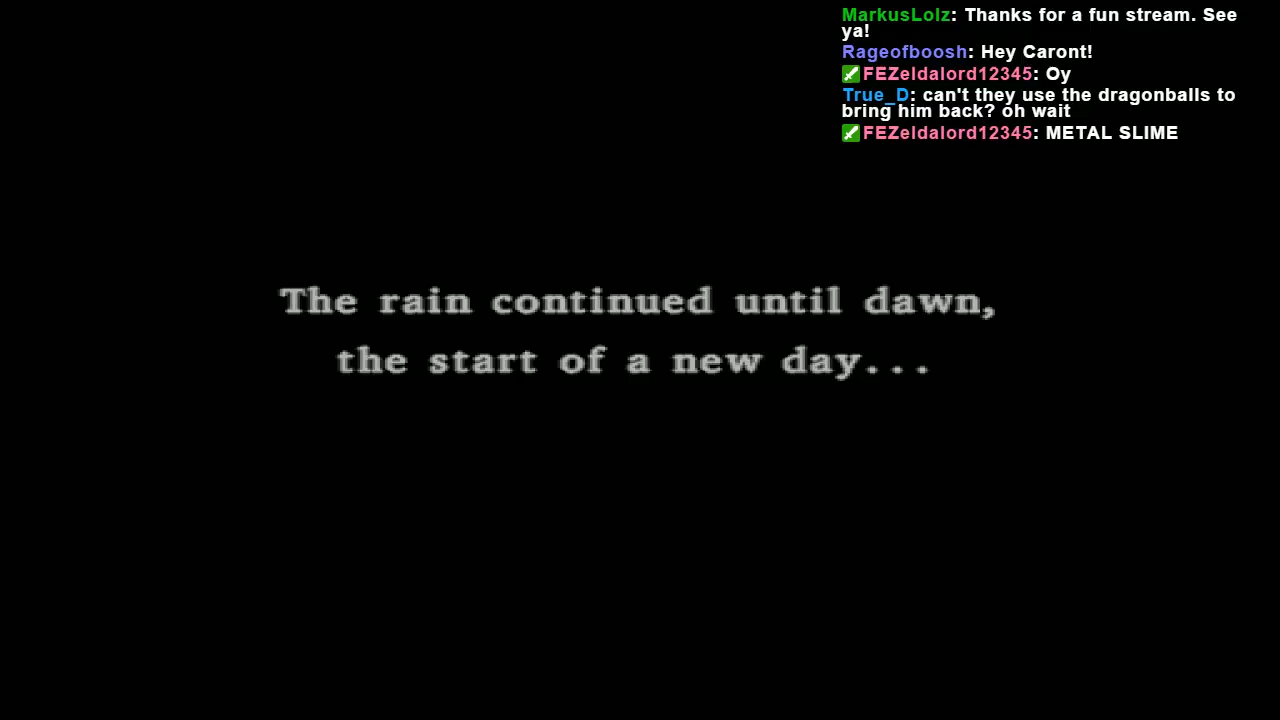 MarkusLolz: Thanks for a fun stream. See
ya!
Rageofboosh: Hey Caront!
FEZeldalord12345: Oy
True_D: can't they use the dragonballs to
bring him back? oh wait
FEZeldalord12345: METAL SLIME
The rain continued until dawn,
the start of a new day...